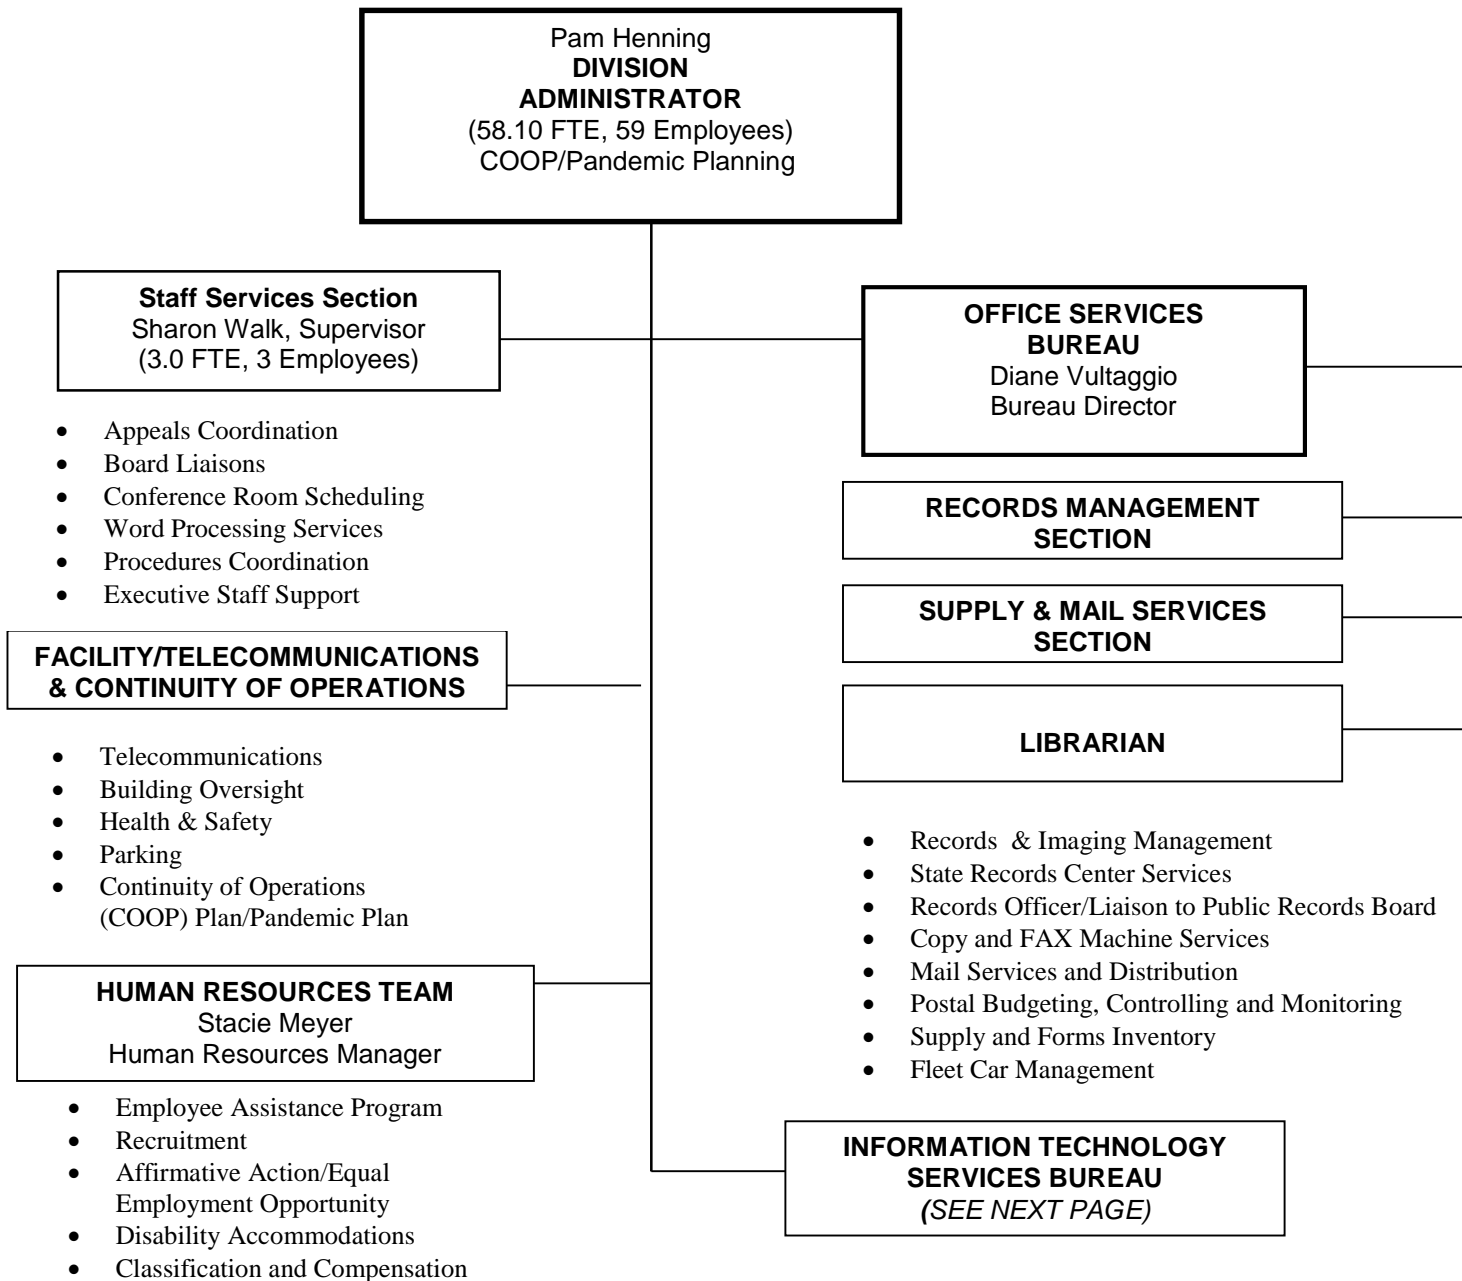 Pam Henning
DIVISION
ADMINISTRATOR
(58.10 FTE, 59 Employees)
COOP/Pandemic Planning
Staff Services Section
Sharon Walk, Supervisor
(3.0 FTE, 3 Employees)
• Appeals Coordination
• Board Liaisons
• Conference Room Scheduling
• Word Processing Services
• Procedures Coordination
• Executive Staff Support
FACILITY/TELECOMMUNICATIONS
& CONTINUITY OF OPERATIONS
• Telecommunications
• Building Oversight
• Health & Safety
• Parking
• Continuity of Operations
(COOP) Plan/Pandemic Plan
HUMAN RESOURCES TEAM
Stacie Meyer
Human Resources Manager
• Employee Assistance Program
• Recruitment
• Affirmative Action/Equal
Employment Opportunity
• Disability Accommodations
• Classification and Compensation
OFFICE SERVICES
BUREAU
Diane Vultaggio
Bureau Director
RECORDS MANAGEMENT
SECTION
SUPPLY & MAIL SERVICES
SECTION
LIBRARIAN
• Records & Imaging Management
• State Records Center Services
• Records Officer/Liaison to Public Records Board
• Copy and FAX Machine Services
• Mail Services and Distribution
• Postal Budgeting, Controlling and Monitoring
• Supply and Forms Inventory
• Fleet Car Management
INFORMATION TECHNOLOGY
SERVICES BUREAU
(SEE NEXT PAGE)